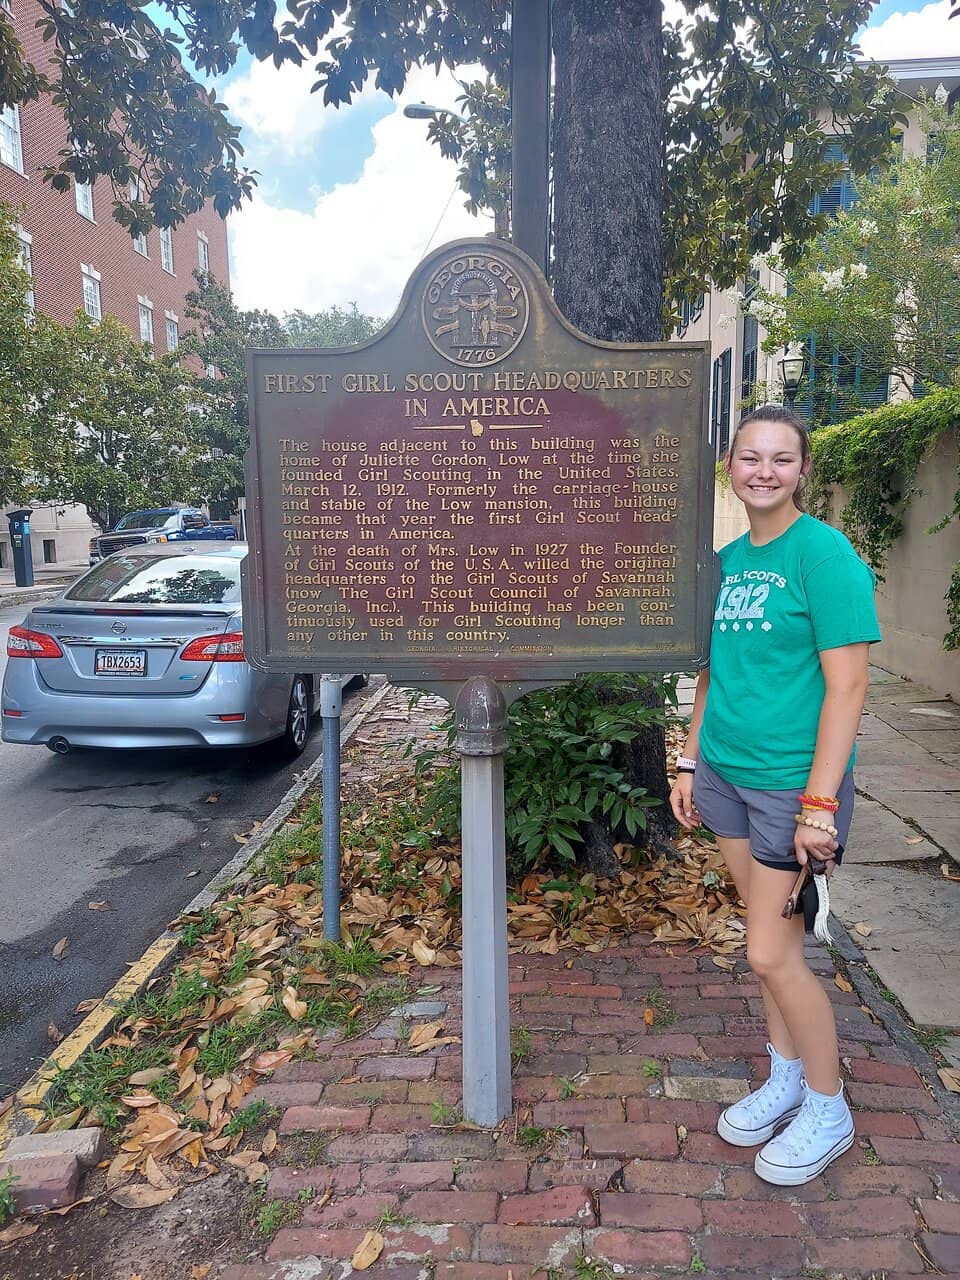 GEORGIA
1776
FIRST GIRL SCOUT HEADQUARTERS
IN AMERICA
The house adjacent to this building was the
home of Juliette Gordon Low at the time she
founded Girl Scouting in the United States,
March 12, 1912. Formerly the carriage-house
and stable of the Low mansion, this building
became that year the first Girl Scout head-
quarters in America.
At the death of Mrs. Low in 1927 the Founder
of Girl Scouts of the U.S.A. willed the original
headquarters to the Girl Scouts of Savannah
(now The Girl Scout Council of Savannah,
Georgia, Inc.). This building has been con-
tinuously used for Girl Scouting longer than
any other in this country.
GEORGIA HISTORICAL COMMISSION
GIRL SCOUTS
1912
TBX2653
SR
P